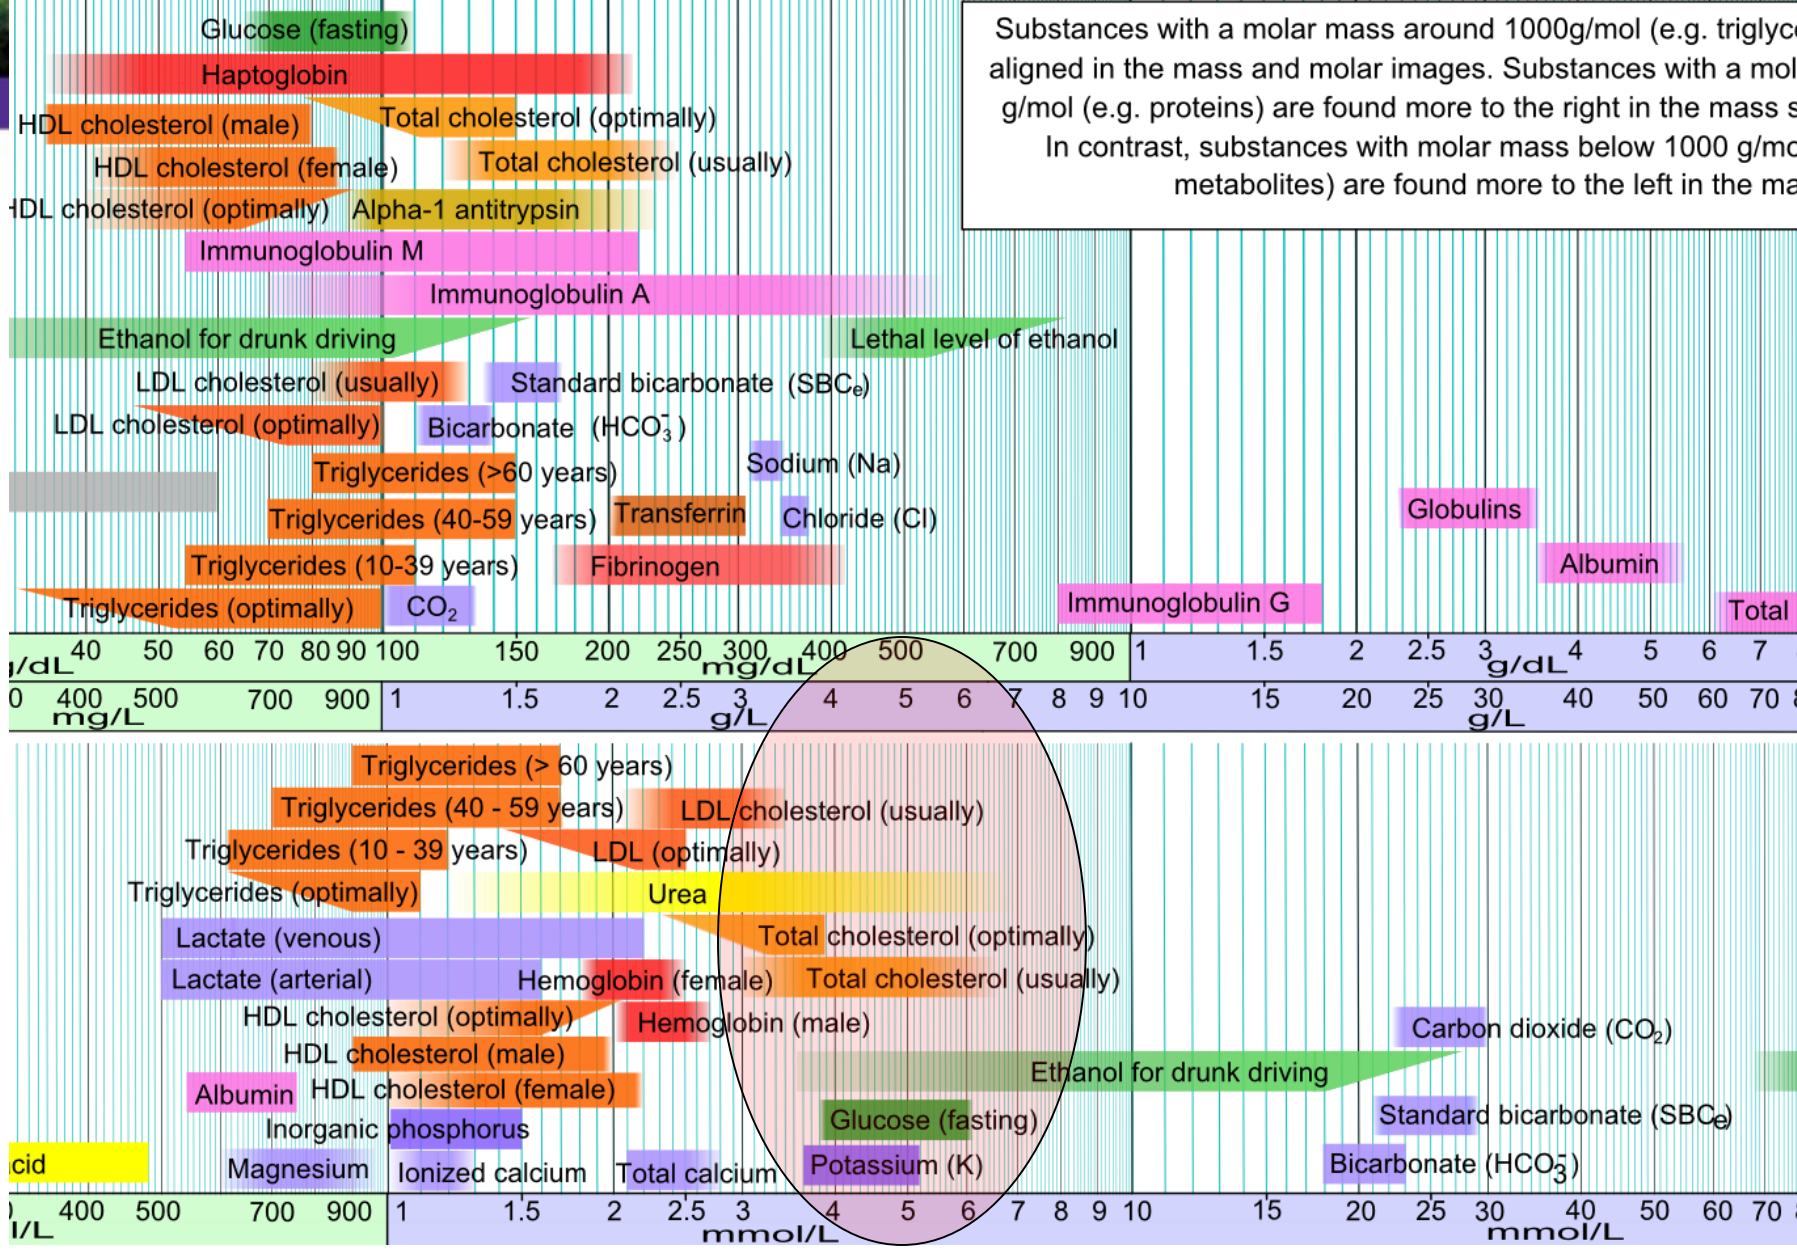 Glucose (fasting)
Haptoglobin
HDL cholesterol (male)
Total cholesterol (optimally)
HDL cholesterol (female)
Total cholesterol (usually)
HDL cholesterol (optimally)
Alpha-1 antitrypsin
Immunoglobulin M
Immunoglobulin A
Ethanol for drunk driving
Lethal level of ethanol
LDL cholesterol (usually)
Standard bicarbonate (SBCe)
LDL cholesterol (optimally)
Bicarbonate (HCO3-)
Triglycerides (>60 years)
Sodium (Na)
Triglycerides (40-59 years)
Transferrin
Chloride (Cl)
Globulins
Triglycerides (10-39 years)
Fibrinogen
Albumin
Triglycerides (optimally)
CO2
Immunoglobulin G
Total
Substances with a molar mass around 1000g/mol (e.g. triglyce
aligned in the mass and molar images. Substances with a mol
g/mol (e.g. proteins) are found more to the right in the mass s
In contrast, substances with molar mass below 1000 g/mo
metabolites) are found more to the left in the ma
40 50 60 70 80 90 100 150 200 250 300 400 500 700 900 1 1.5 2 2.5 3 4 5 6 7
g/dL mg/dL g/dL
0 400 500 700 900 1 1.5 2 2.5 3 4 5 6 7 8 9 10 15 20 25 30 40 50 60 70 8
mg/L g/L g/L
Triglycerides (> 60 years)
Triglycerides (40 - 59 years)
LDL cholesterol (usually)
Triglycerides (10 - 39 years)
LDL (optimally)
Triglycerides (optimally)
Urea
Lactate (venous)
Total cholesterol (optimally)
Lactate (arterial)
Hemoglobin (female)
Total cholesterol (usually)
HDL cholesterol (optimally)
Hemoglobin (male)
Carbon dioxide (CO2)
HDL cholesterol (male)
Ethanol for drunk driving
Albumin
HDL cholesterol (female)
Inorganic phosphorus
Glucose (fasting)
Standard bicarbonate (SBCe)
cid
Magnesium
Ionized calcium
Total calcium
Potassium (K)
Bicarbonate (HCO3-)
400 500 700 900 1 1.5 2 2.5 3 4 5 6 7 8 9 10 15 20 25 30 40 50 60 70 8
l/L mmol/L mmol/L